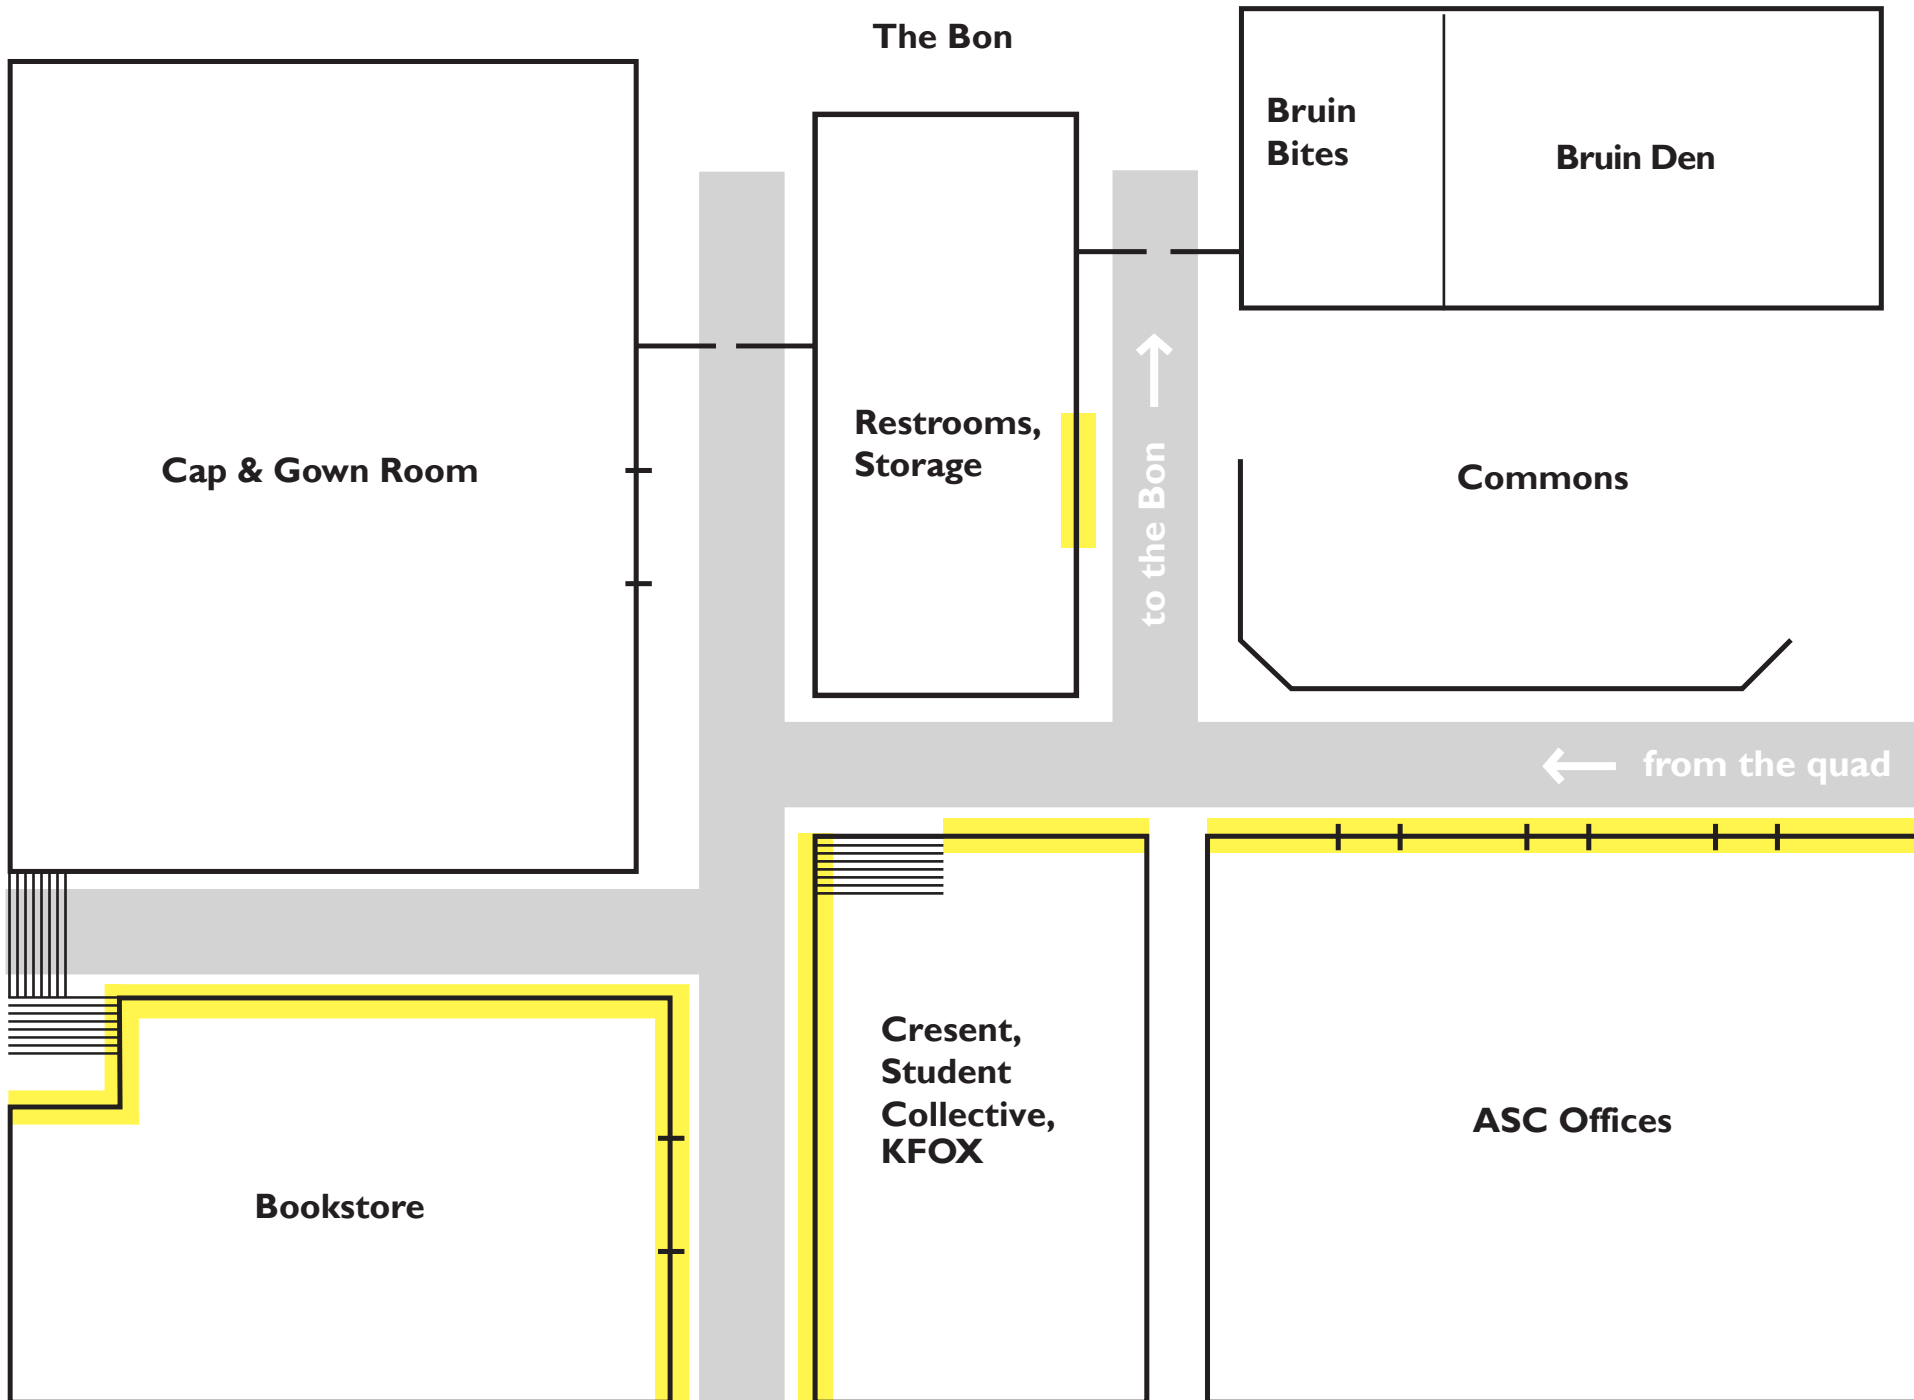 The Bon
Bruin
Bites
Bruin Den
Restrooms,
Storage
Cap & Gown Room
to the Bon
Commons
from the quad
Cresent,
Student
Collective,
KFOX
ASC Offices
Bookstore